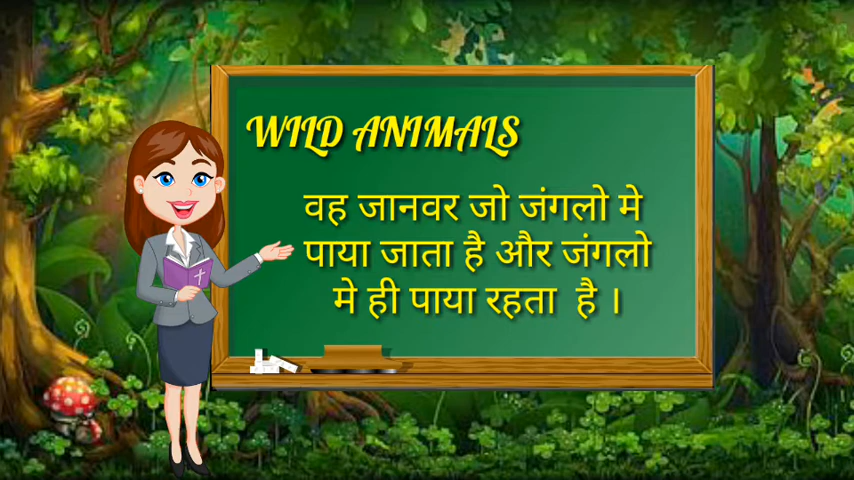 WILD ANIMALS
वह जानवर जो जंगलो मे
पाया जाता है और जंगलो
मे ही पाया रहता है ।